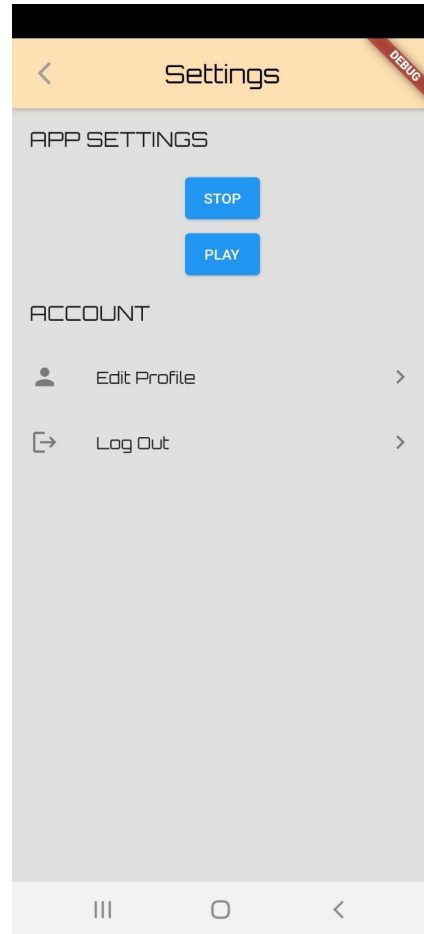 Settings
DEBUG
APP SETTINGS
STOP
PLAY
ACCOUNT
Edit Profile
Log Out